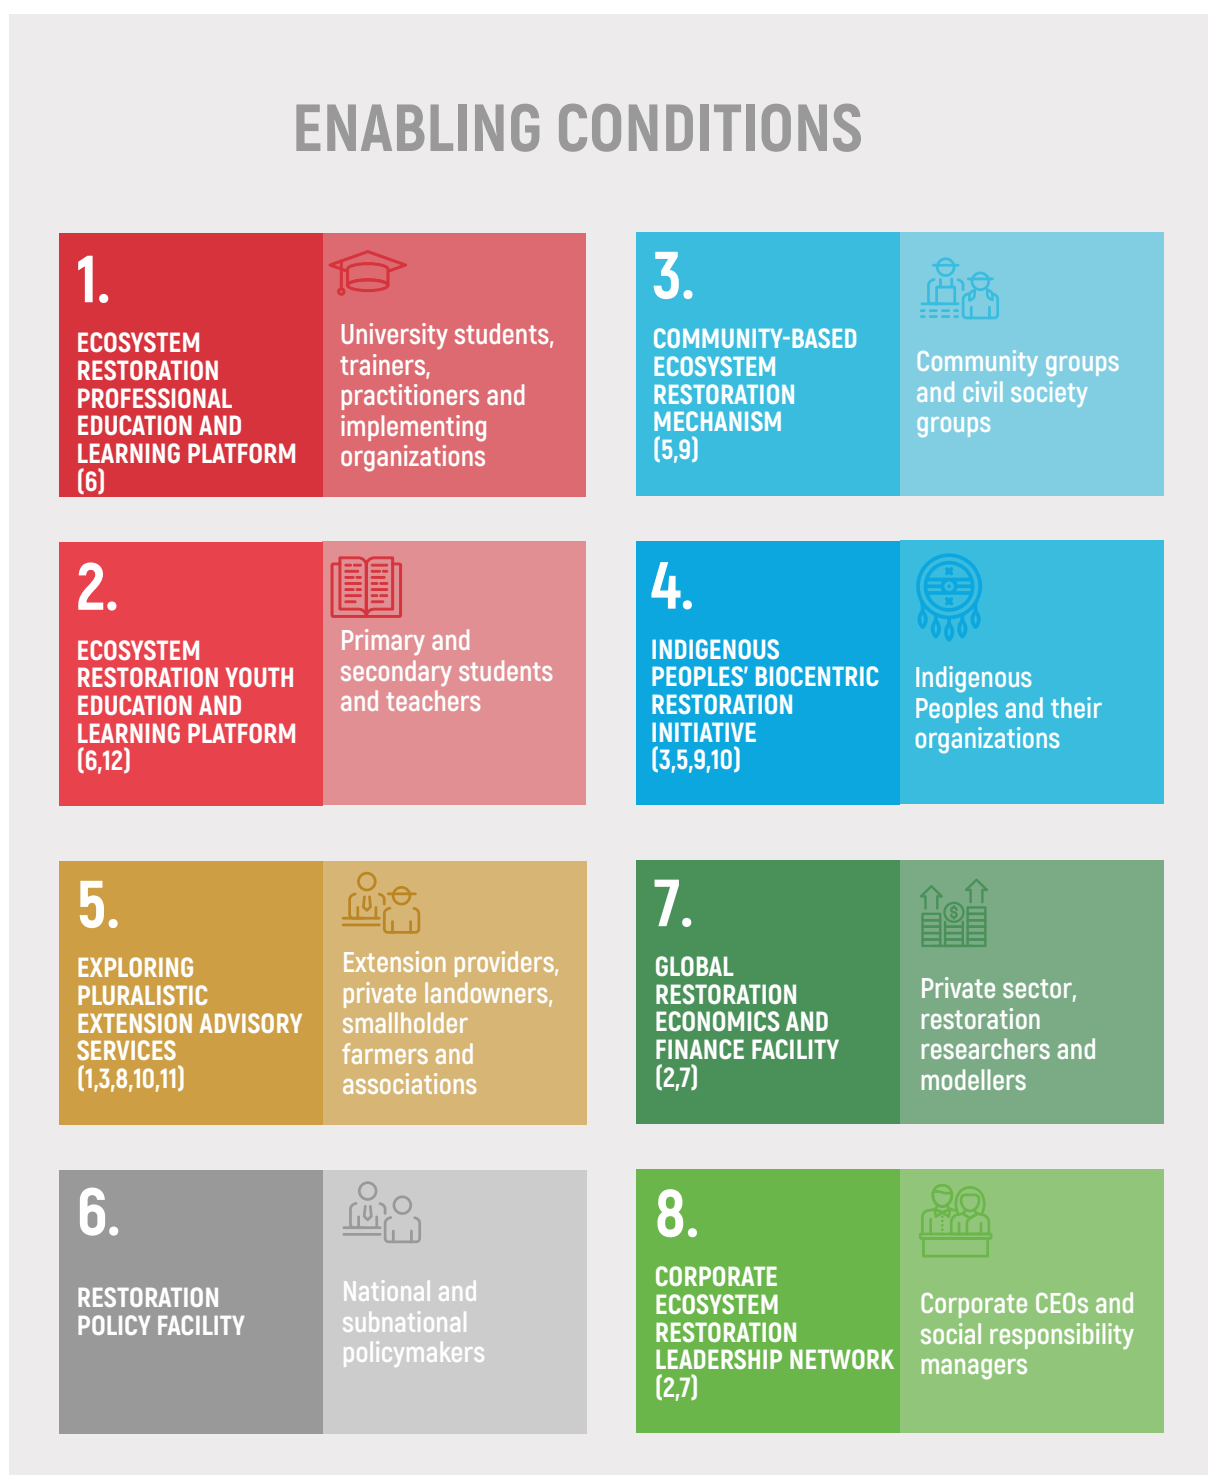 ENABLING CONDITIONS
1.
ECOSYSTEM
RESTORATION
PROFESSIONAL
EDUCATION AND
LEARNING PLATFORM
(6)
University students,
trainers,
practitioners and
implementing
organizations
2.
ECOSYSTEM
RESTORATION YOUTH
EDUCATION AND
LEARNING PLATFORM
(6,12)
Primary and
secondary students
and teachers
3.
COMMUNITY-BASED
ECOSYSTEM
RESTORATION
MECHANISM
(5,9)
Community groups
and civil society
groups
4.
INDIGENOUS
PEOPLES’ BIOCENTRIC
RESTORATION
INITIATIVE
(3,5,9,10)
Indigenous
Peoples and their
organizations
5.
EXPLORING
PLURALISTIC
EXTENSION ADVISORY
SERVICES
(1,3,8,10,11)
Extension providers,
private landowners,
smallholder
farmers and
associations
6.
RESTORATION
POLICY FACILITY
National and
subnational
policymakers
7.
GLOBAL
RESTORATION
ECONOMICS AND
FINANCE FACILITY
(2,7)
$
Private sector,
restoration
researchers and
modellers
8.
CORPORATE
ECOSYSTEM
RESTORATION
LEADERSHIP NETWORK
(2,7)
Corporate CEOs and
social responsibility
managers